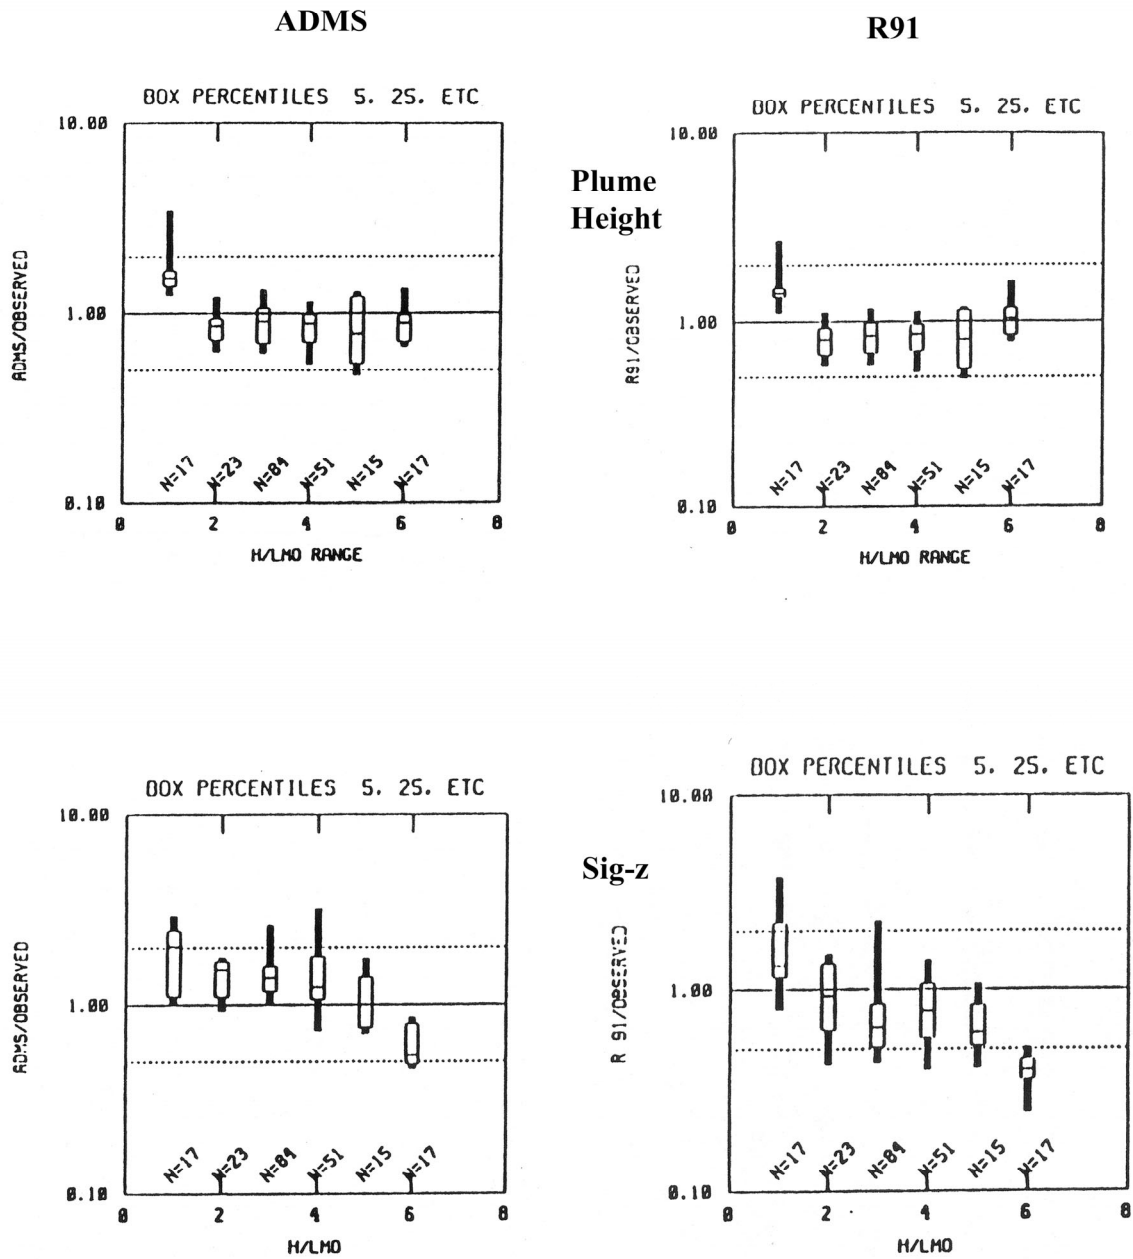 ADMS
R91
BOX PERCENTILES 5. 25. ETC
10.00
1.00
0.10
ADMS/OBSERVED
N=17 N=23 N=84 N=51 N=15 N=17
0 2 4 6 8
H/LMO RANGE
Plume
Height
BOX PERCENTILES 5. 25. ETC
10.00
1.00
0.10
R91/OBSERVED
N=17 N=23 N=84 N=51 N=15 N=17
0 2 4 6 8
H/LMO RANGE
BOX PERCENTILES 5. 25. ETC
10.00
1.00
0.10
ADMS/OBSERVED
N=17 N=23 N=84 N=51 N=15 N=17
0 2 4 6 8
H/LMO
Sig-z
BOX PERCENTILES 5. 25. ETC
10.00
1.00
0.10
R 91/OBSERVED
N=17 N=23 N=84 N=51 N=15 N=17
0 2 4 6 8
H/LMO